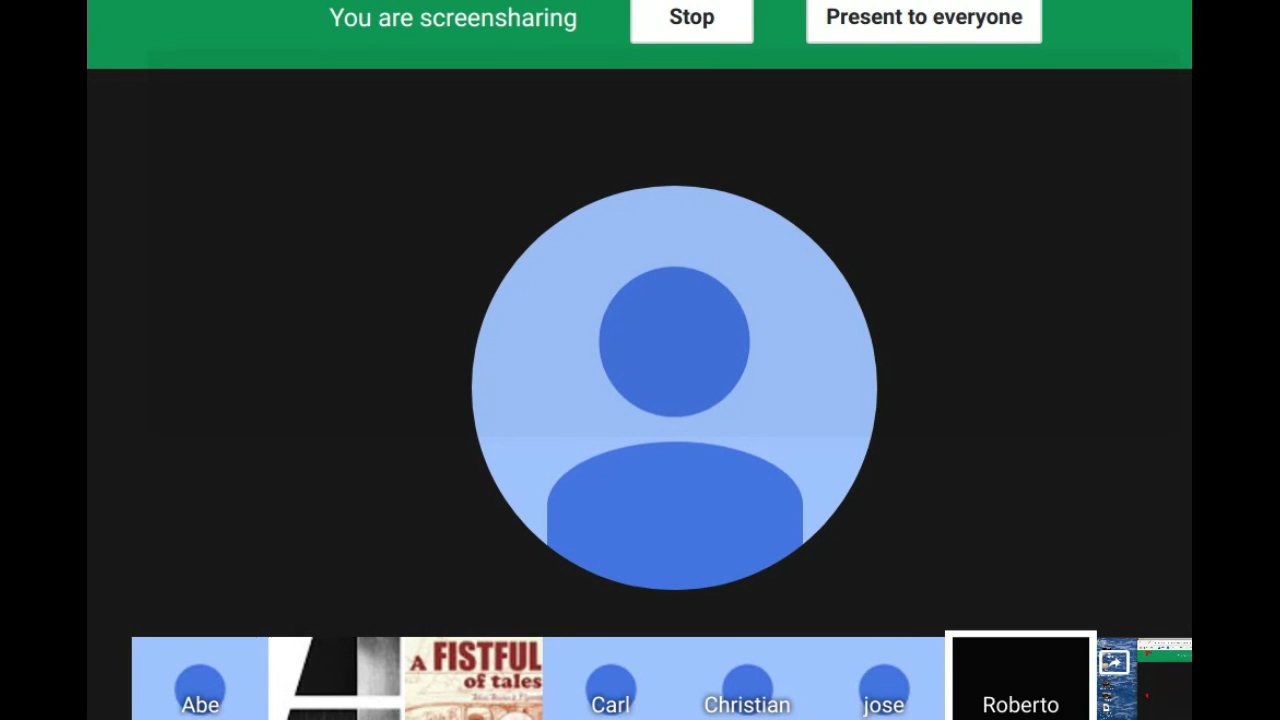 You are screensharing
Stop
Present to everyone
A FISTFUL
of tales
Abe
Carl
Christian
jose
Roberto